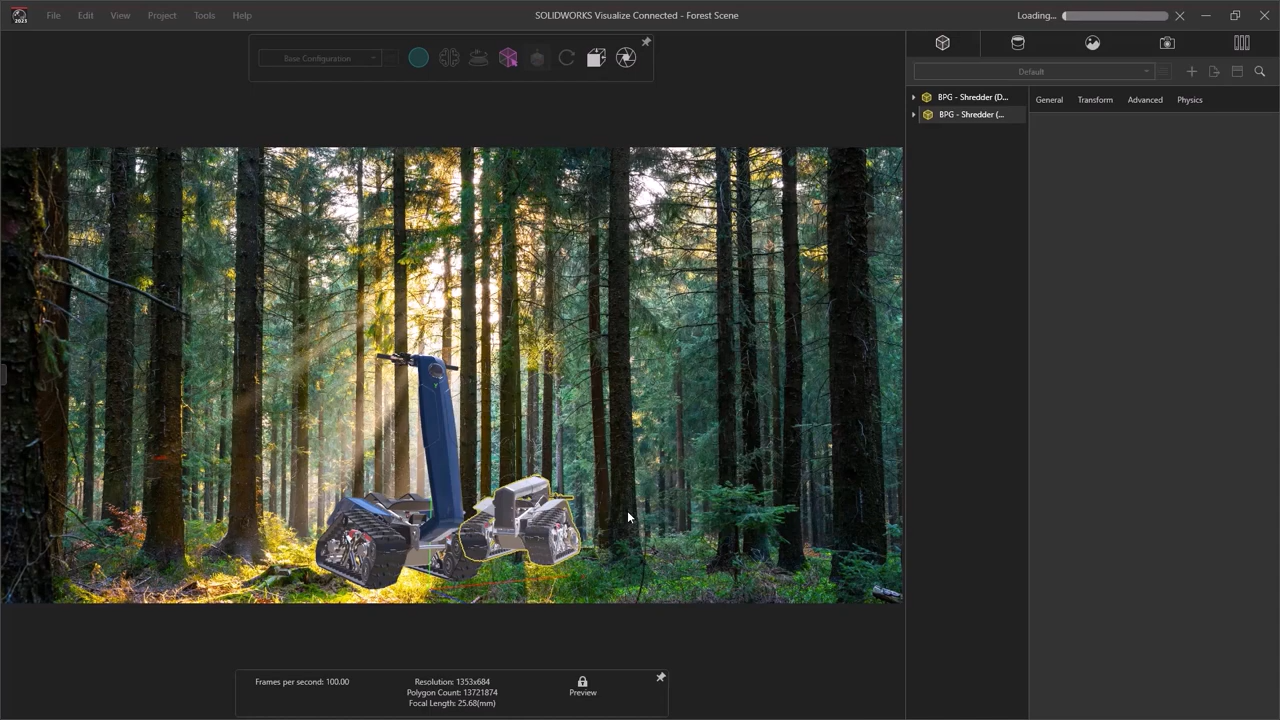 2023
File
Edit
View
Project
Tools
Help
SOLIDWORKS Visualize Connected - Forest Scene
Loading...
Base Configuration
Default
BPG - Shredder (D...
BPG - Shredder (...
General
Transform
Advanced
Physics
Frames per second: 100.00
Resolution: 1353x684
Polygon Count: 13721874
Focal Length: 25.68(mm)
Preview